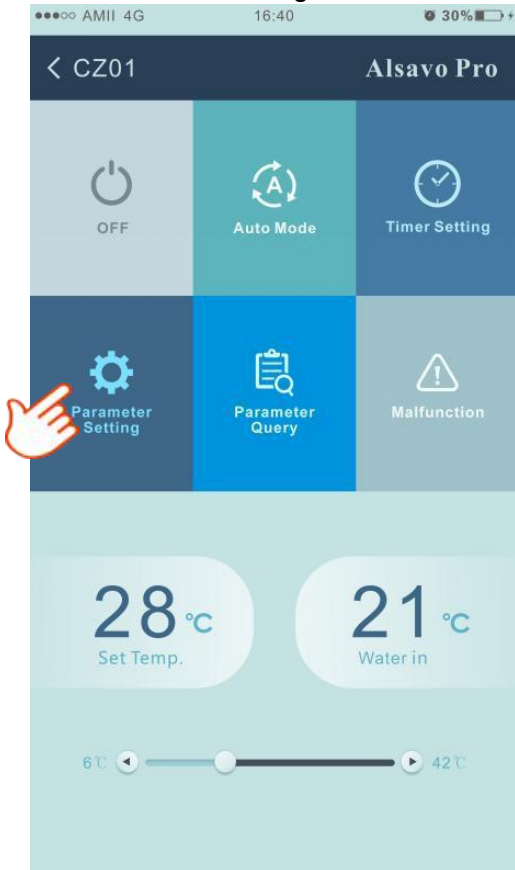 ●●●○○ AMII 4G 16:40 30%
CZ01 Alsavo Pro
OFF Auto Mode Timer Setting
Parameter Setting
Parameter Query
Malfunction
28 °C 21 °C
Set Temp. Water in
6℃ 42℃